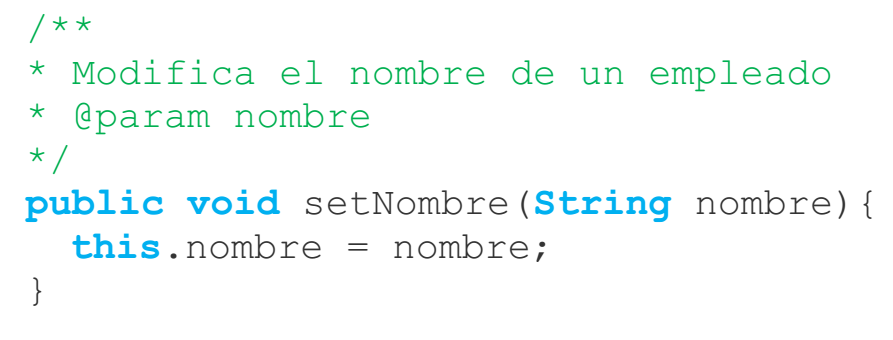 /**
* Modifica el nombre de un empleado
* @param nombre
*/
public void setNombre(String nombre){
this.nombre = nombre;
}